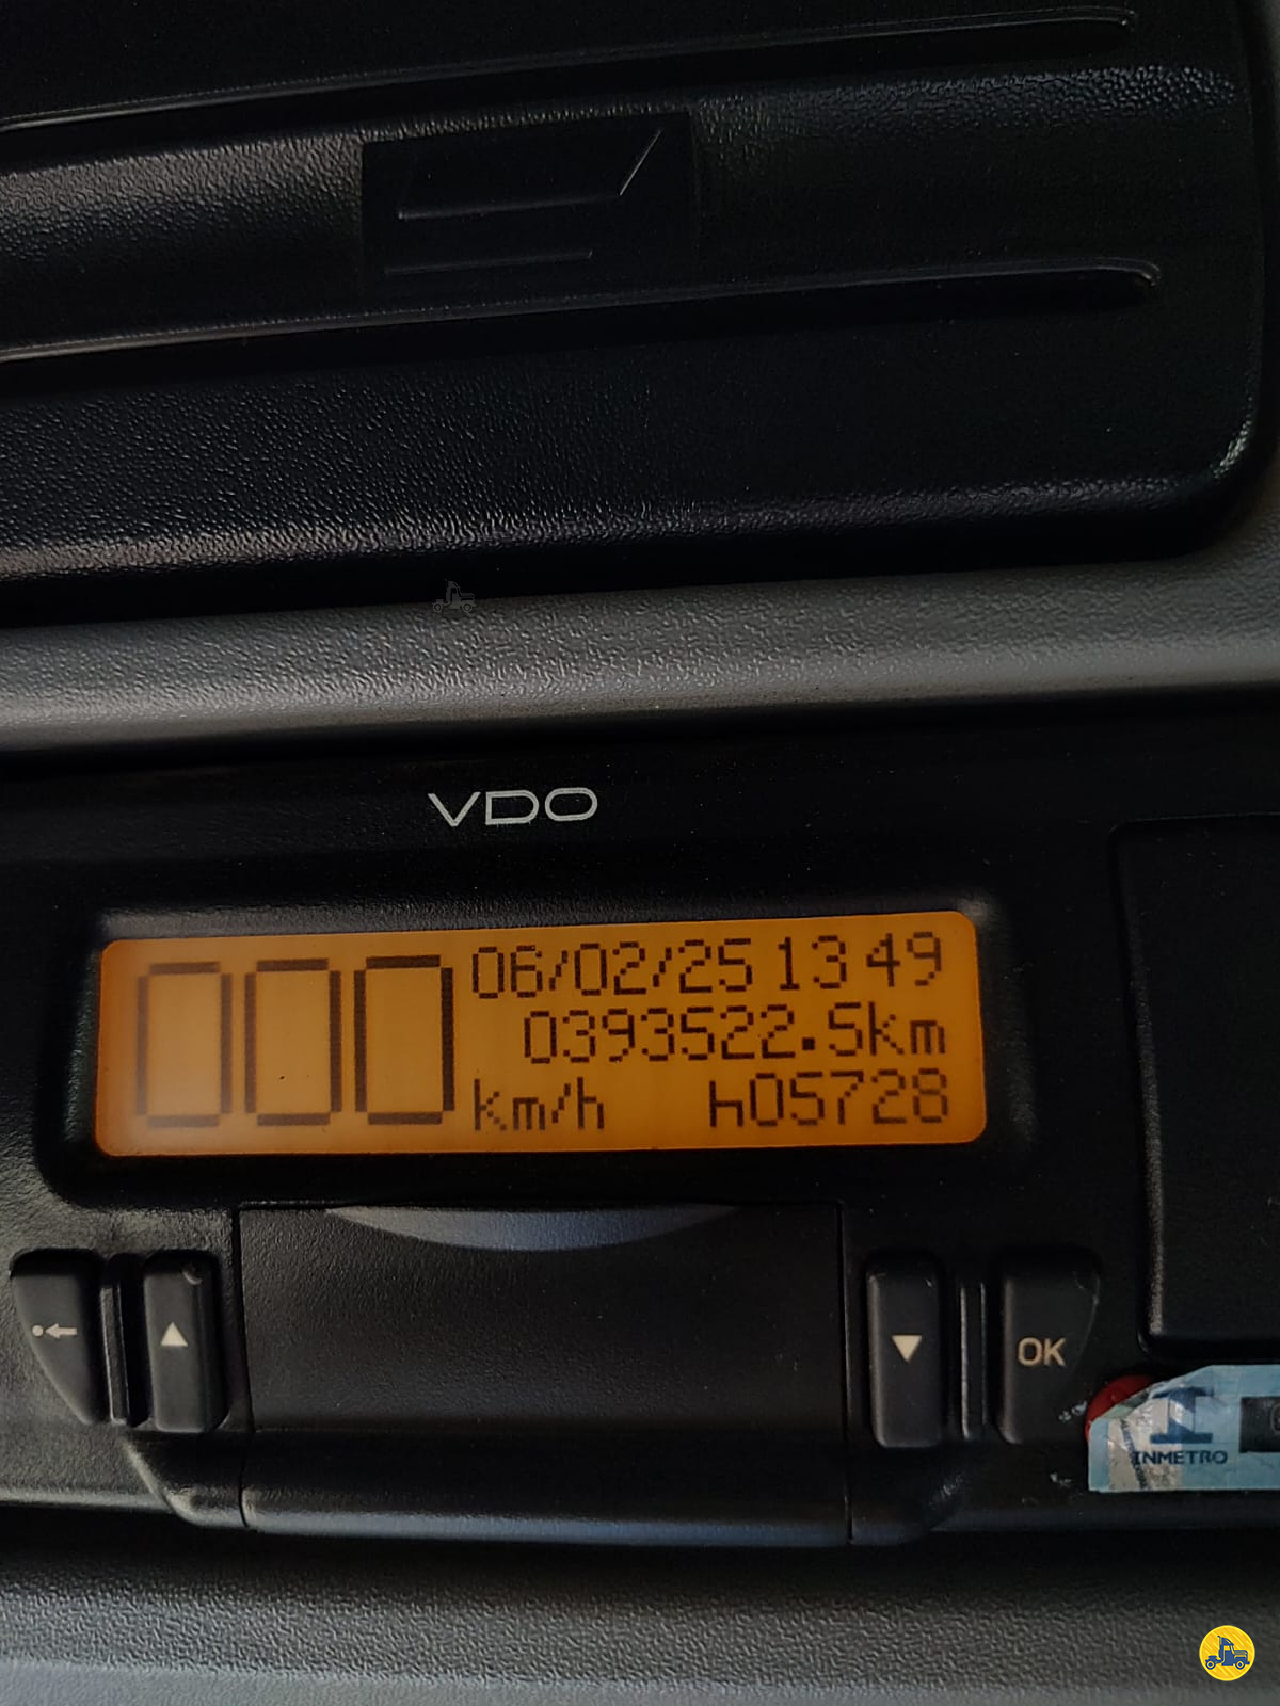 VDO
000 06/02/25 13 49
0393522.5km
km/h h05728
OK
INMETRO